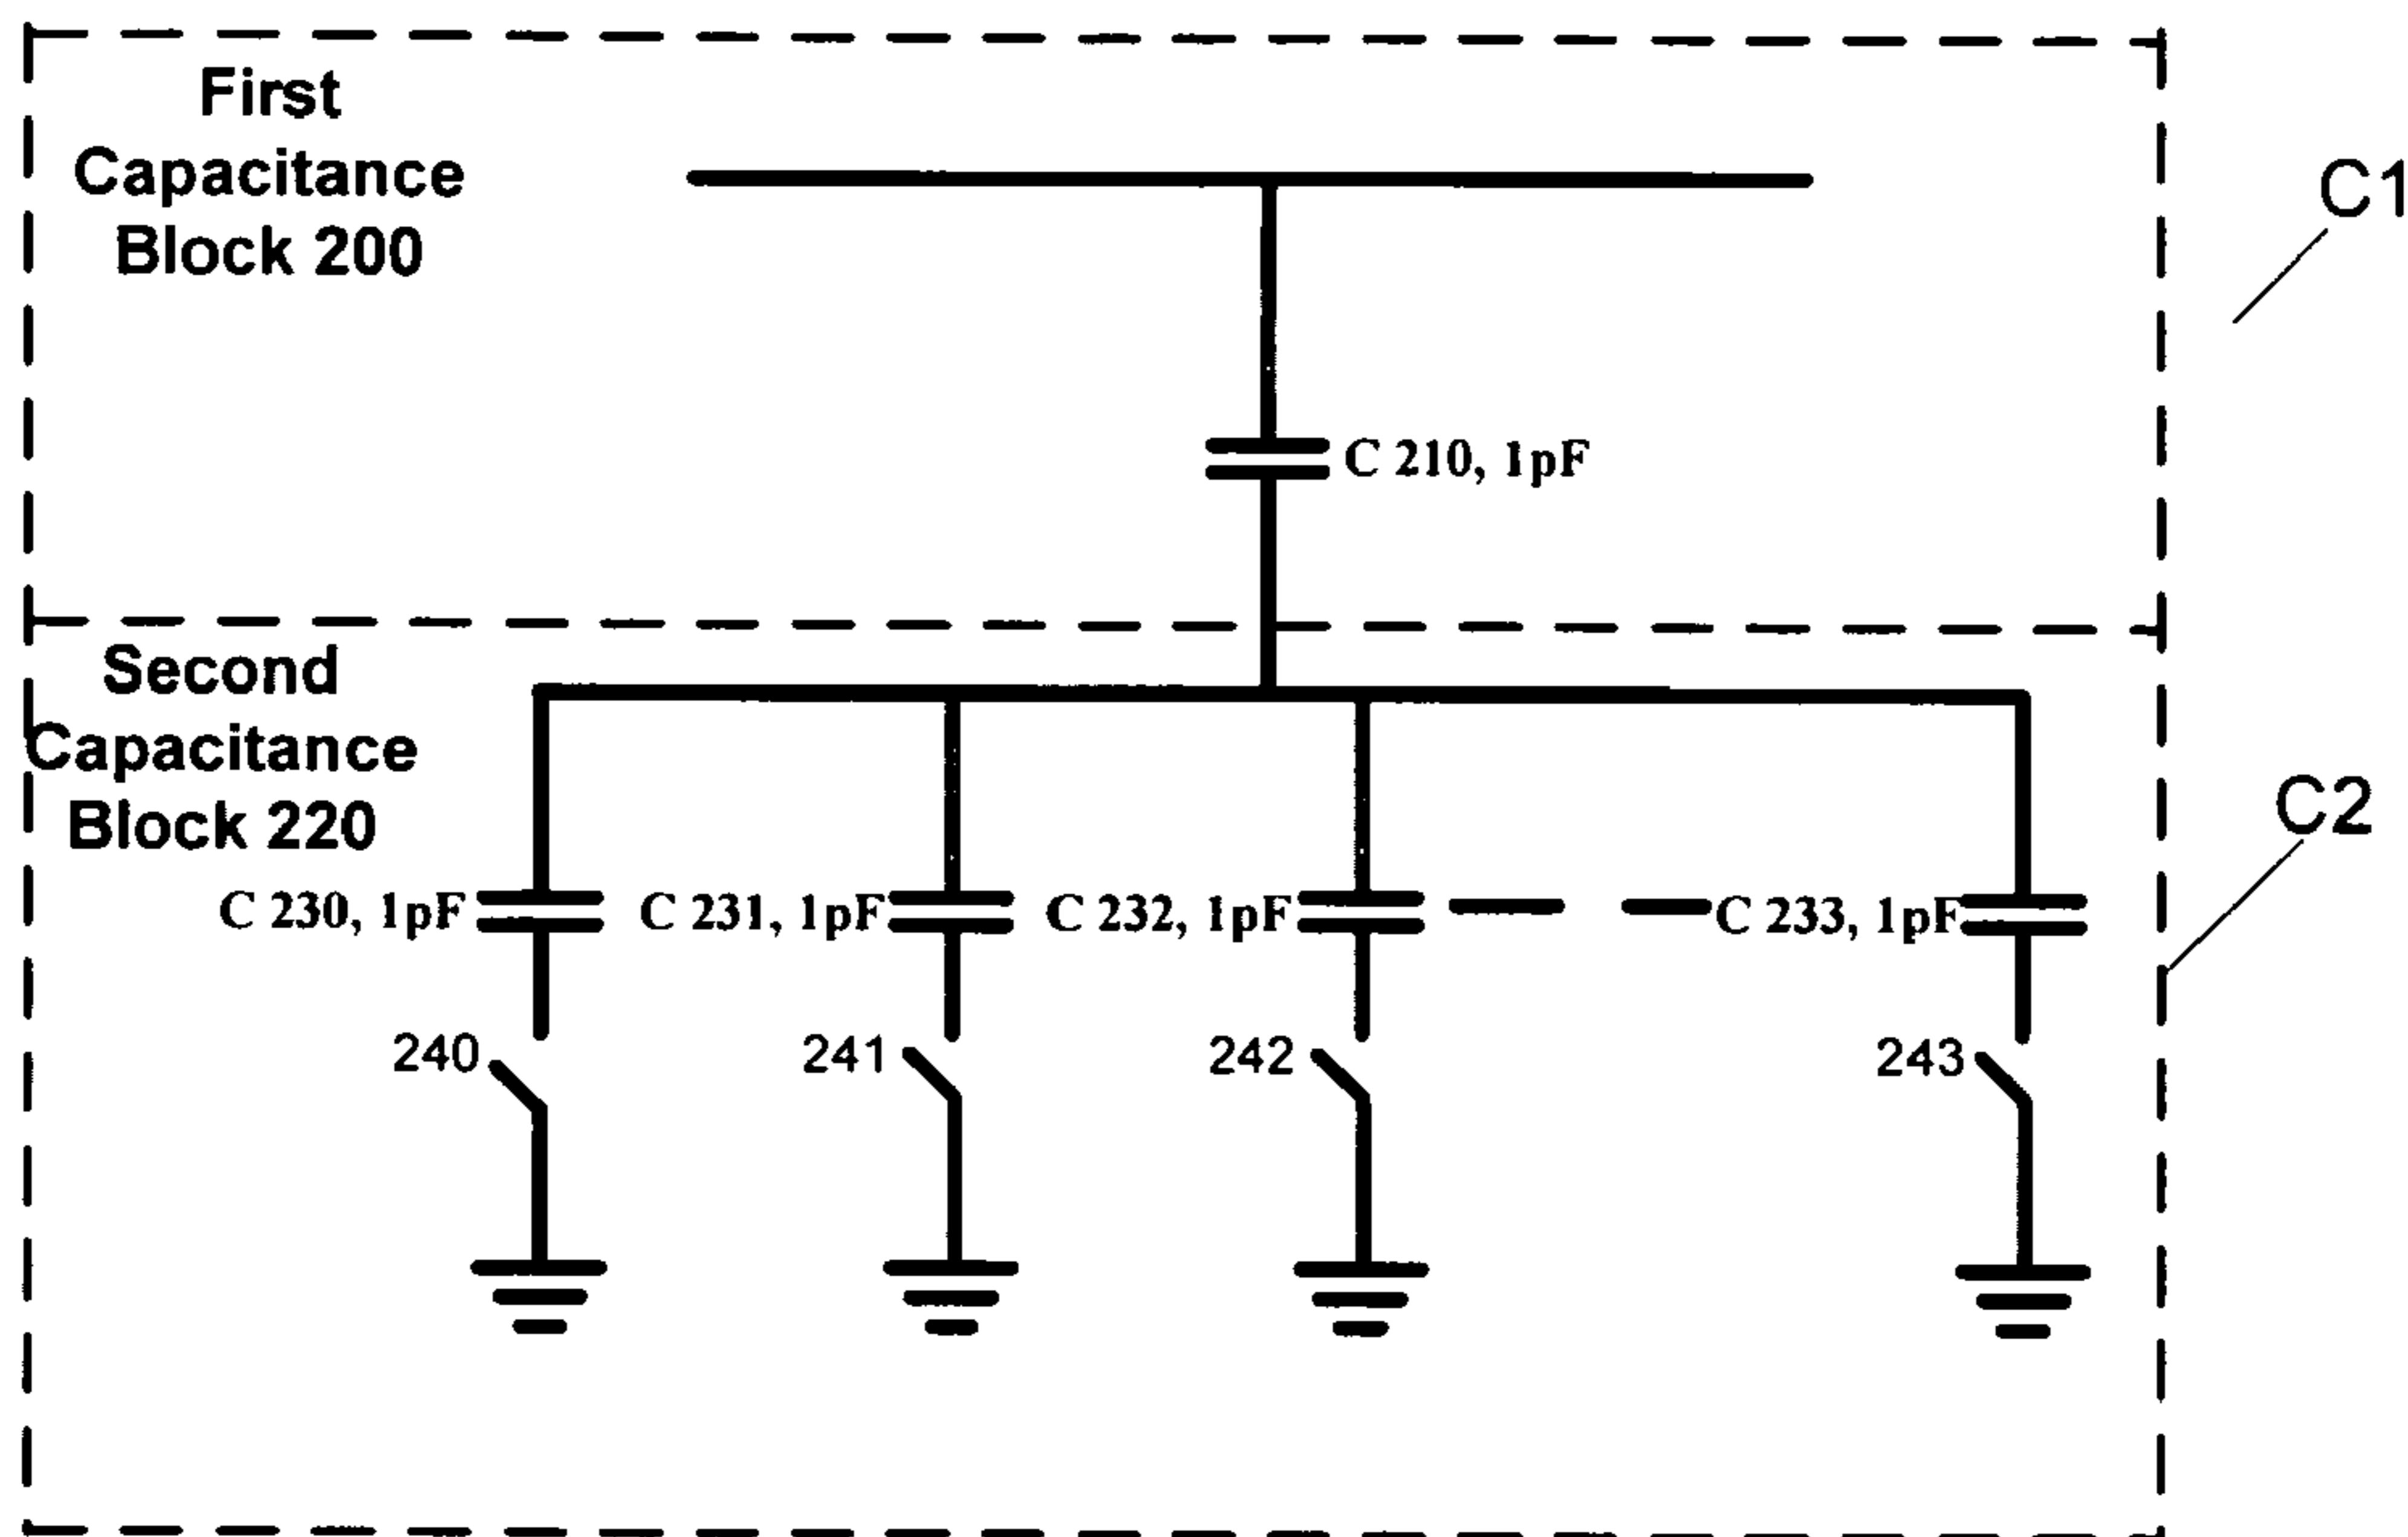 First
Capacitance
Block 200
C1
C 210, 1pF
Second
Capacitance
Block 220
C2
C 230, 1pF
C 231, 1pF
C 232, 1pF
C 233, 1pF
240
241
242
243